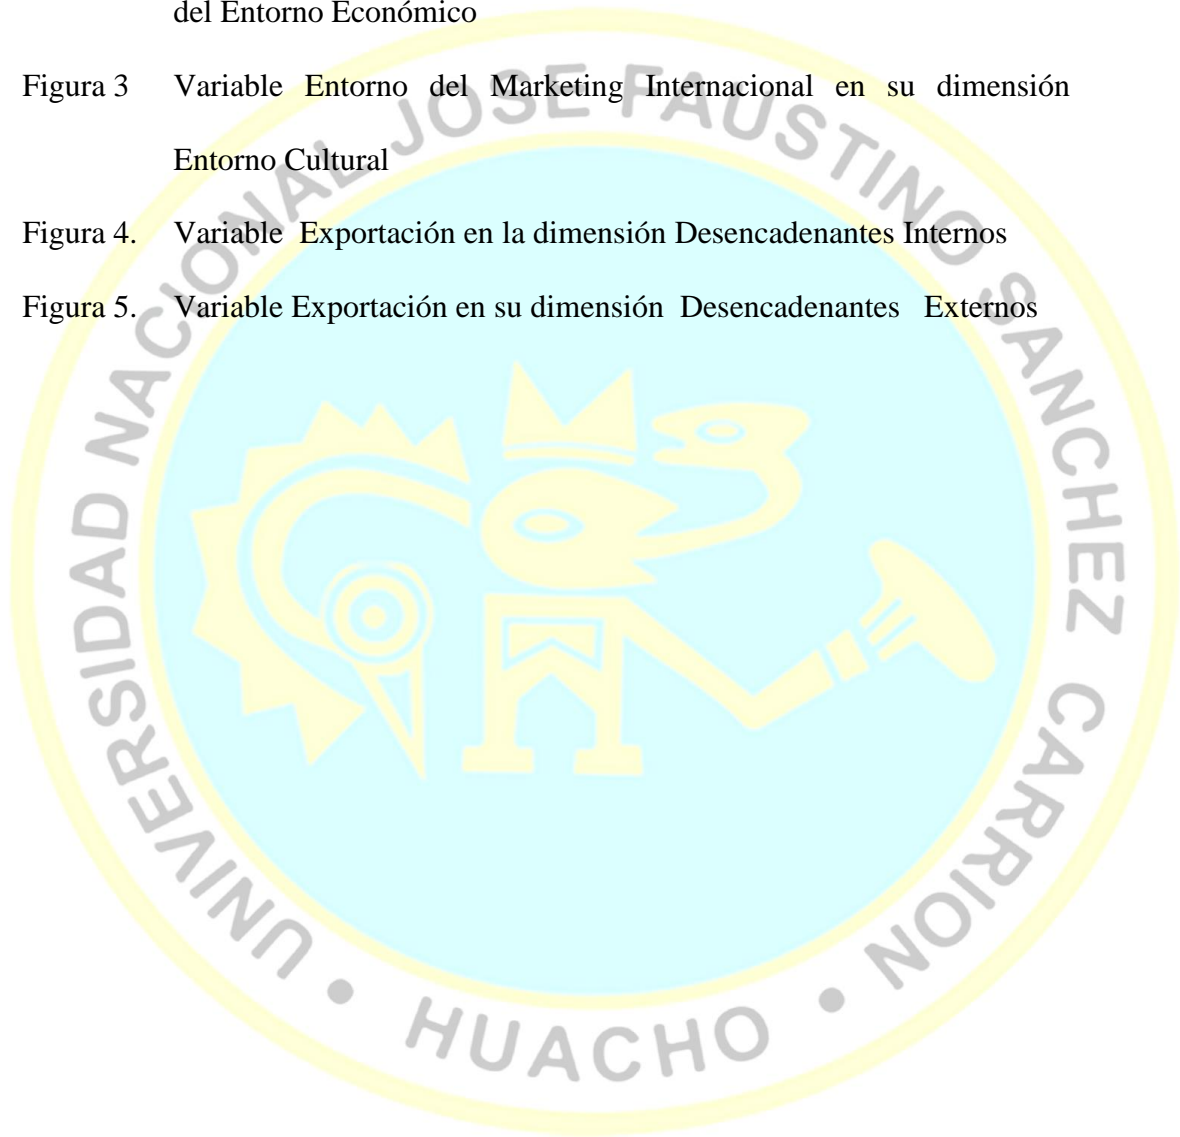 del Entorno Económico
Figura 3 Variable Entorno del Marketing Internacional en su dimensión
Entorno Cultural
Figura 4. Variable Exportación en la dimensión Desencadenantes Internos
Figura 5. Variable Exportación en su dimensión Desencadenantes Externos
UNIVERSIDAD NACIONAL JOSE FAUSTINO SANCHEZ CARRION • HUACHO •